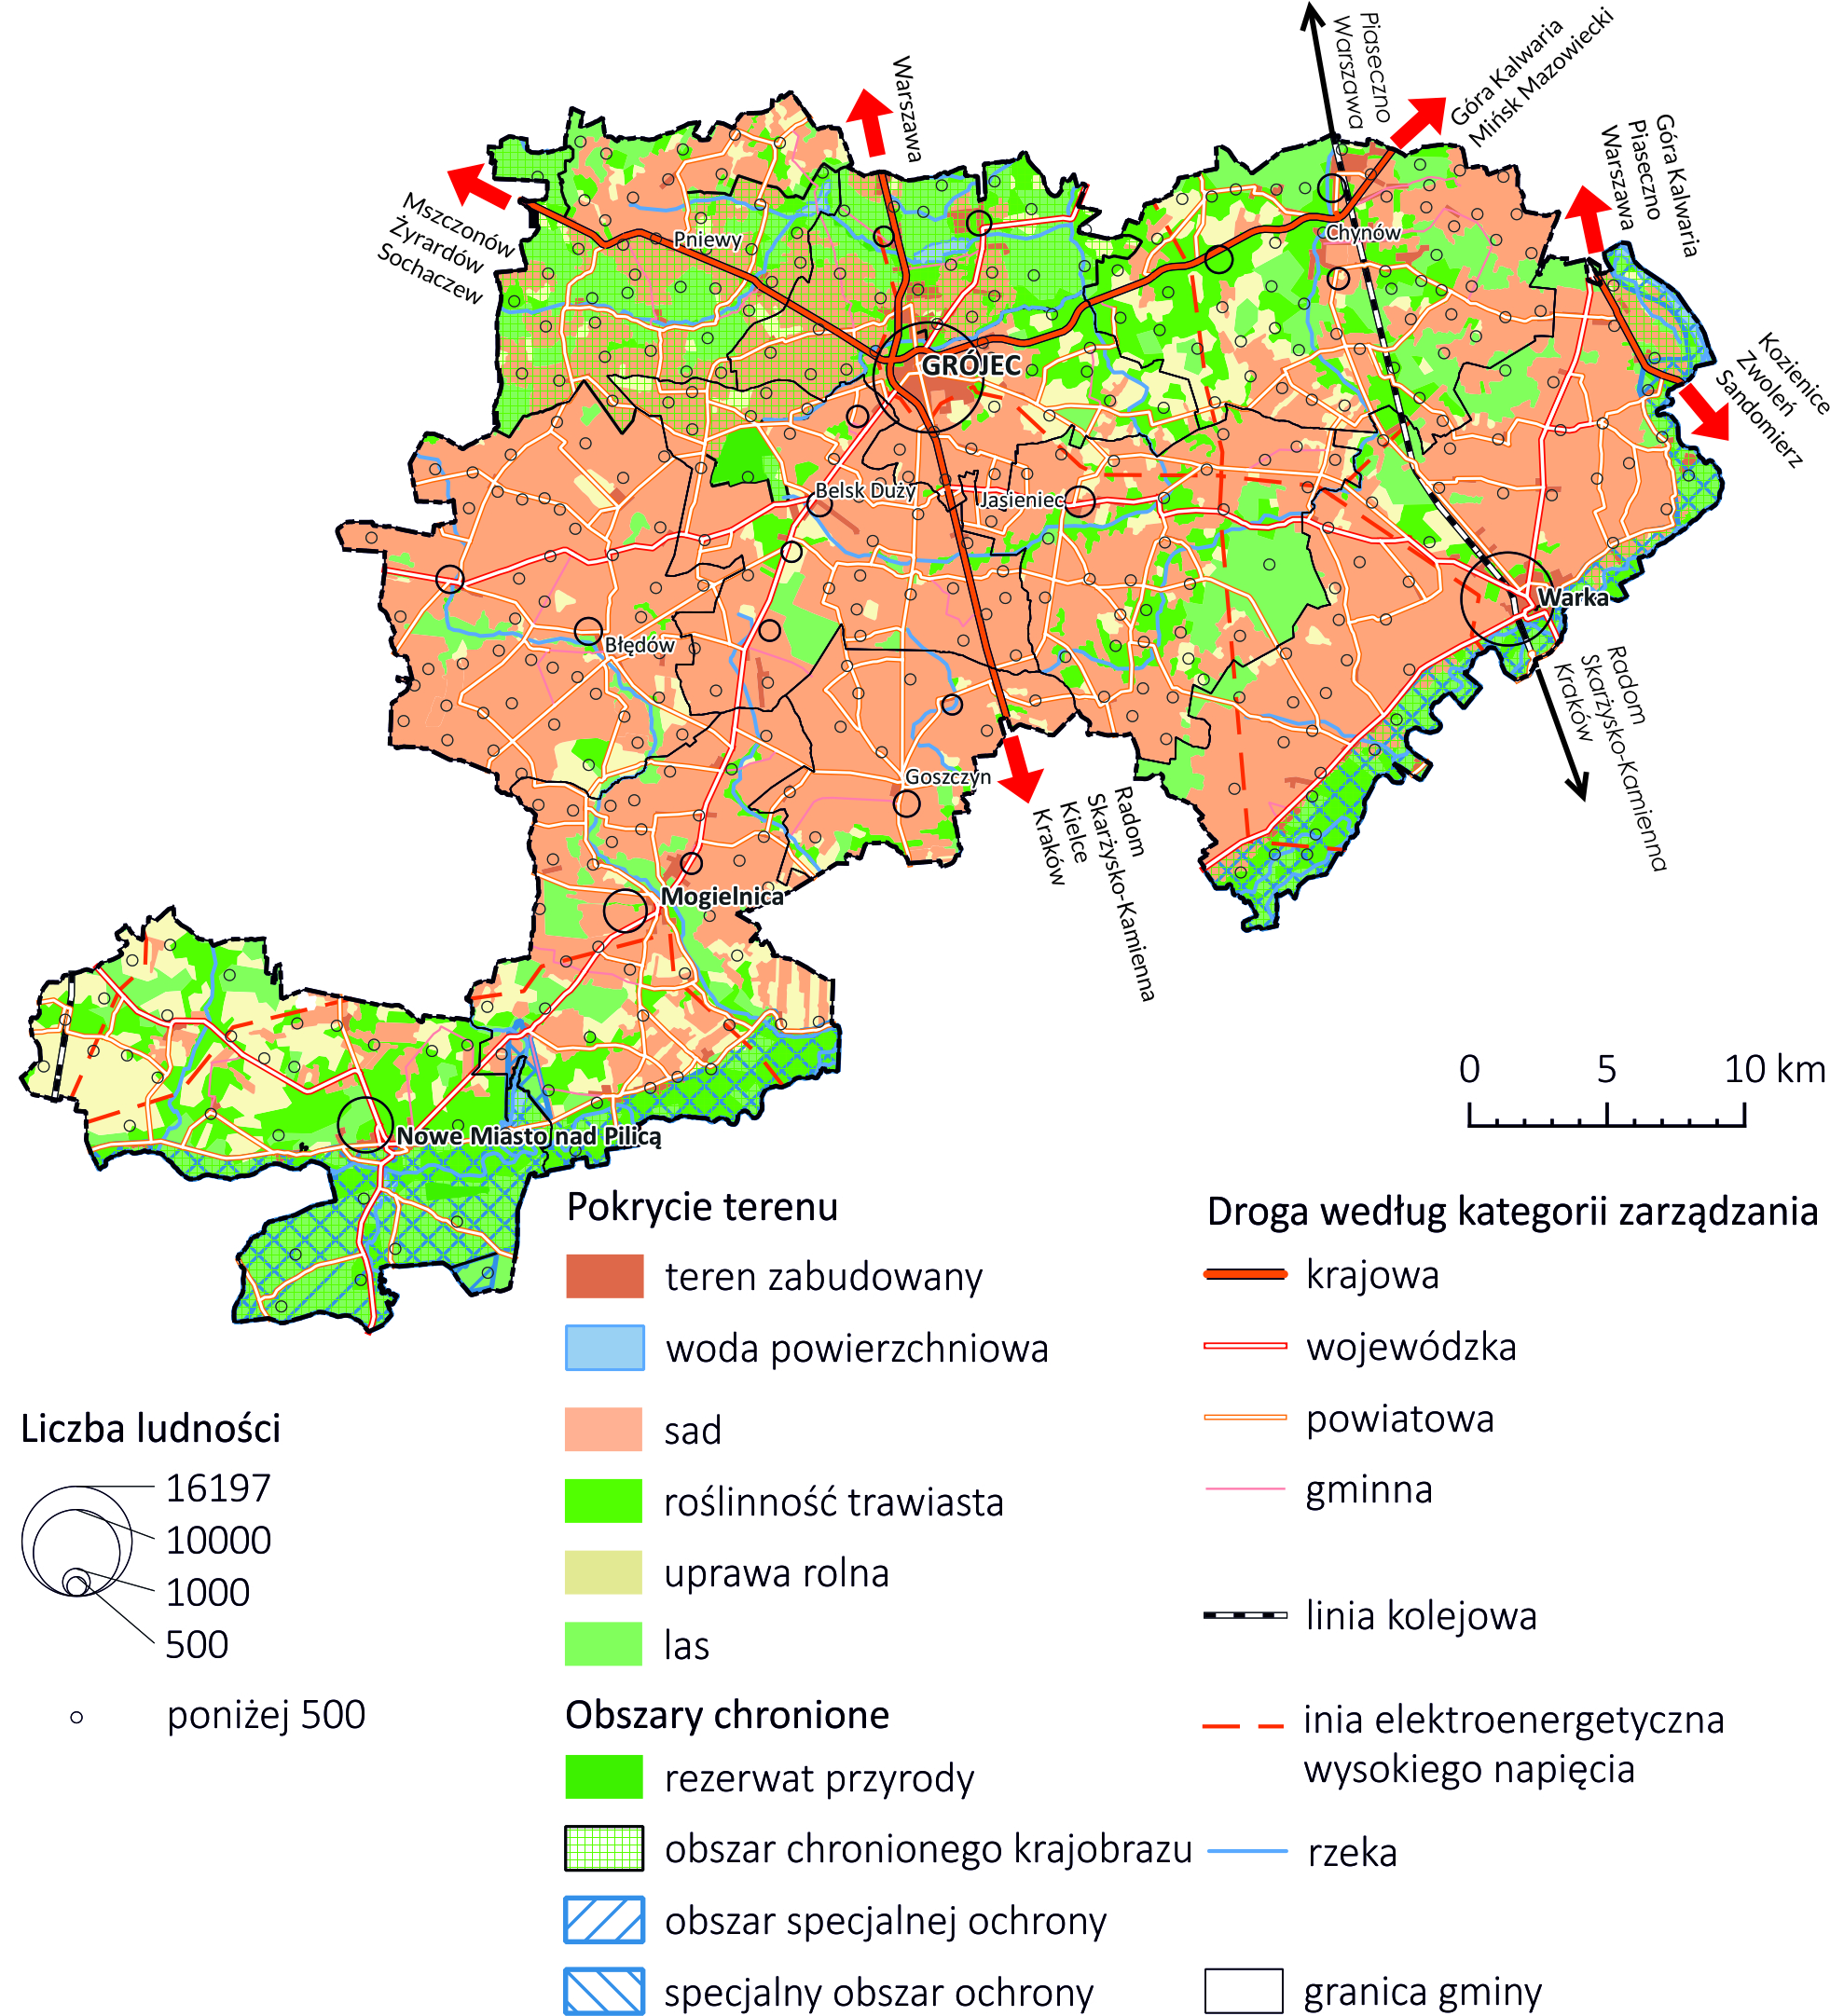 Piaseczno
Warszawa
Góra Kalwaria
Mińsk Mazowiecki
Warszawa
Góra Kalwaria
Piaseczno
Warszawa
Mszczonów
Żyrardów
Sochaczew
Pniewy
Chynów
GRÓJEC
Kozienice
Zwoleń
Sandomierz
Belsk Duży
Jasieniec
Warka
Błędów
Radom
Skarżysko-Kamienna
Kraków
Goszczyn
Radom
Skarżysko-Kamienna
Kielce
Kraków
Mogielnica
Nowe Miasto nad Pilicą
0 5 10 km
Liczba ludności
16197
10000
1000
500
poniżej 500
Pokrycie terenu
teren zabudowany
woda powierzchniowa
sad
roślinność trawiasta
uprawa rolna
las
Obszary chronione
rezerwat przyrody
obszar chronionego krajobrazu
obszar specjalnej ochrony
specjalny obszar ochrony
Droga według kategorii zarządzania
krajowa
wojewódzka
powiatowa
gminna
linia kolejowa
inia elektroenergetyczna
wysokiego napięcia
rzeka
granica gminy